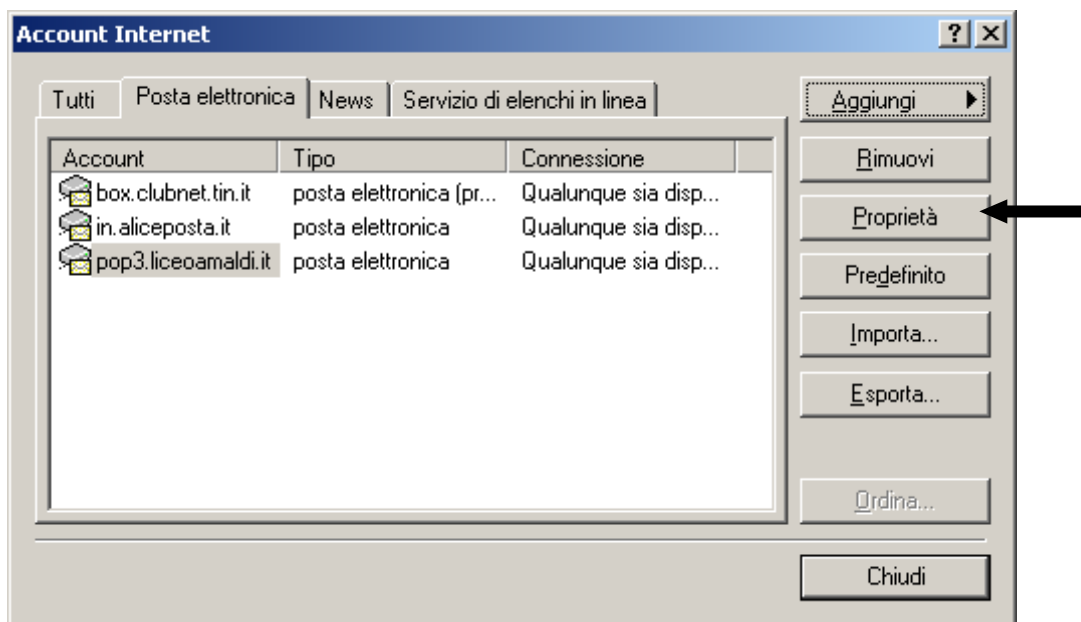 Account Internet
Tutti Posta elettronica News Servizio di elenchi in linea
Account Tipo Connessione
box.clubnet.tin.it posta elettronica (pr... Qualunque sia disp...
in.aliceposta.it posta elettronica Qualunque sia disp...
pop3.liceoamaldi.it posta elettronica Qualunque sia disp...
Aggiungi
Rimuovi
Proprietà
Predefinito
Importa...
Esporta...
Ordina...
Chiudi